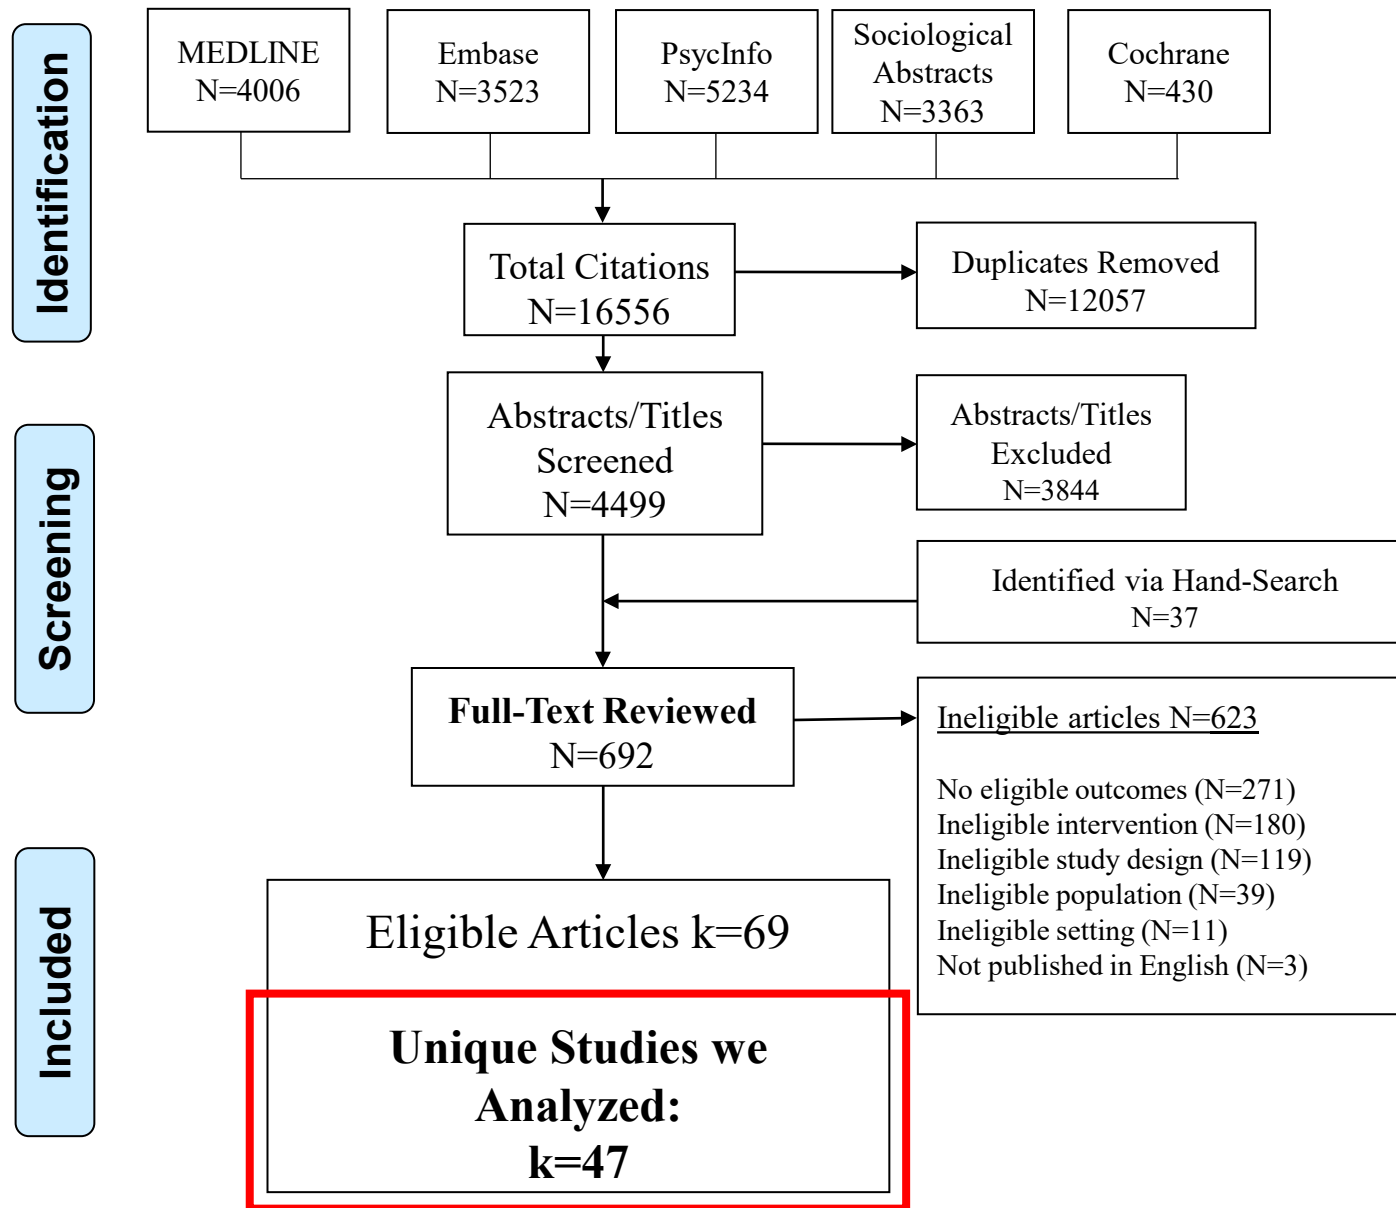 Identification
MEDLINE
N=4006
Embase
N=3523
PsycInfo
N=5234
Sociological
Abstracts
N=3363
Cochrane
N=430
Total Citations
N=16556
Duplicates Removed
N=12057
Screening
Abstracts/Titles
Screened
N=4499
Abstracts/Titles
Excluded
N=3844
Identified via Hand-Search
N=37
Full-Text Reviewed
N=692
Ineligible articles N=623
No eligible outcomes (N=271)
Ineligible intervention (N=180)
Ineligible study design (N=119)
Ineligible population (N=39)
Ineligible setting (N=11)
Not published in English (N=3)
Included
Eligible Articles k=69
Unique Studies we
Analyzed:
k=47